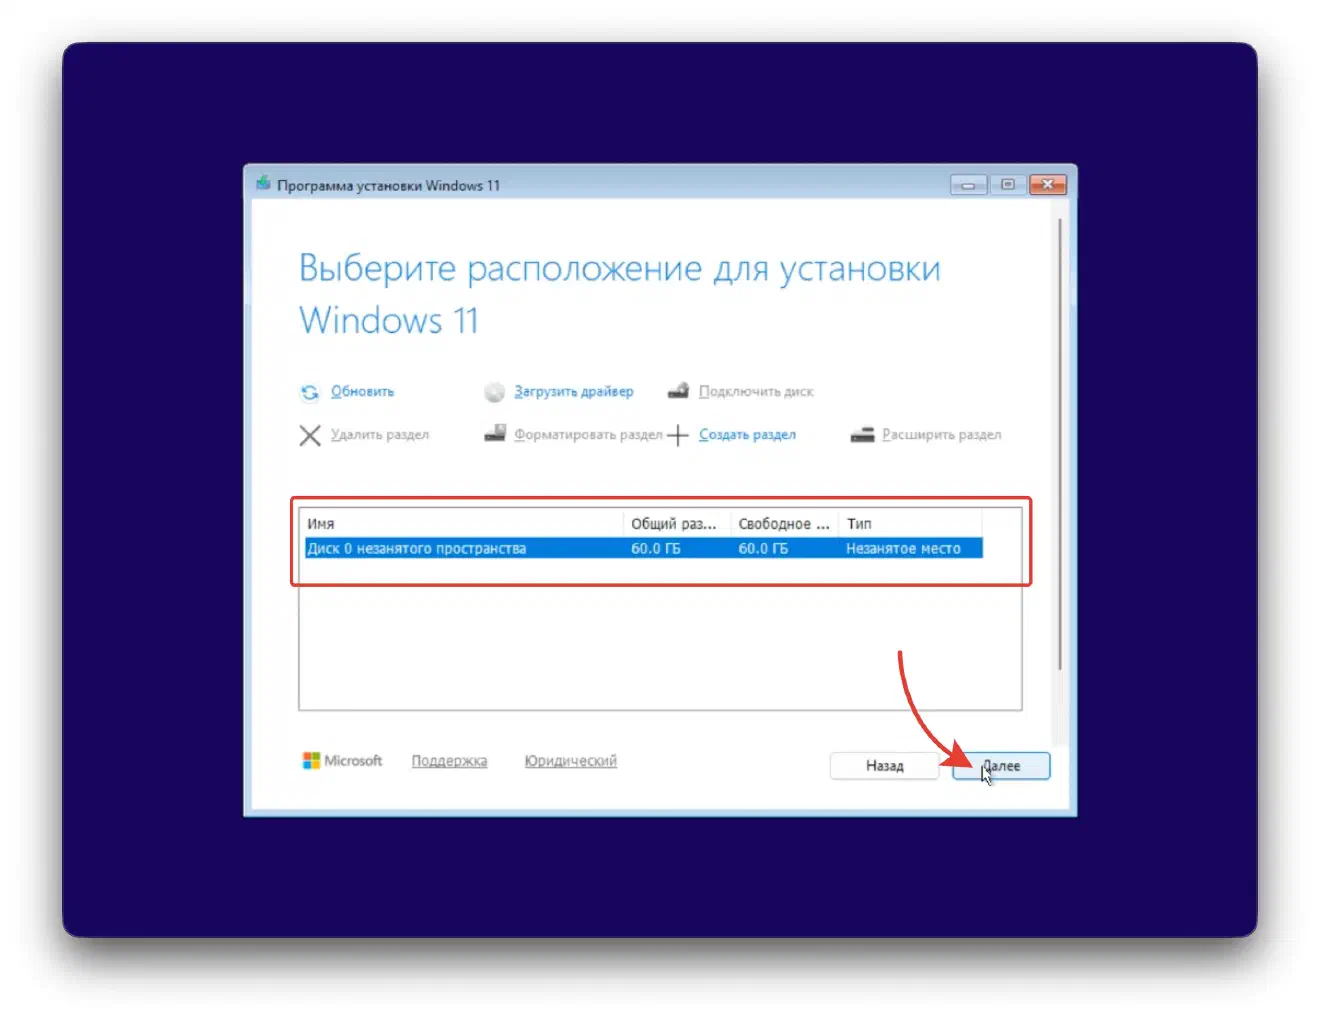 Программа установки Windows 11
Выберите расположение для установки
Windows 11
Обновить Загрузить драйвер Подключить диск
Удалить раздел Форматировать раздел Создать раздел Расширить раздел
Имя Общий раз... Свободное ... Тип
Диск 0 незанятого пространства 60.0 ГБ 60.0 ГБ Незанятое место
Microsoft Поддержка Юридический Назад Далее